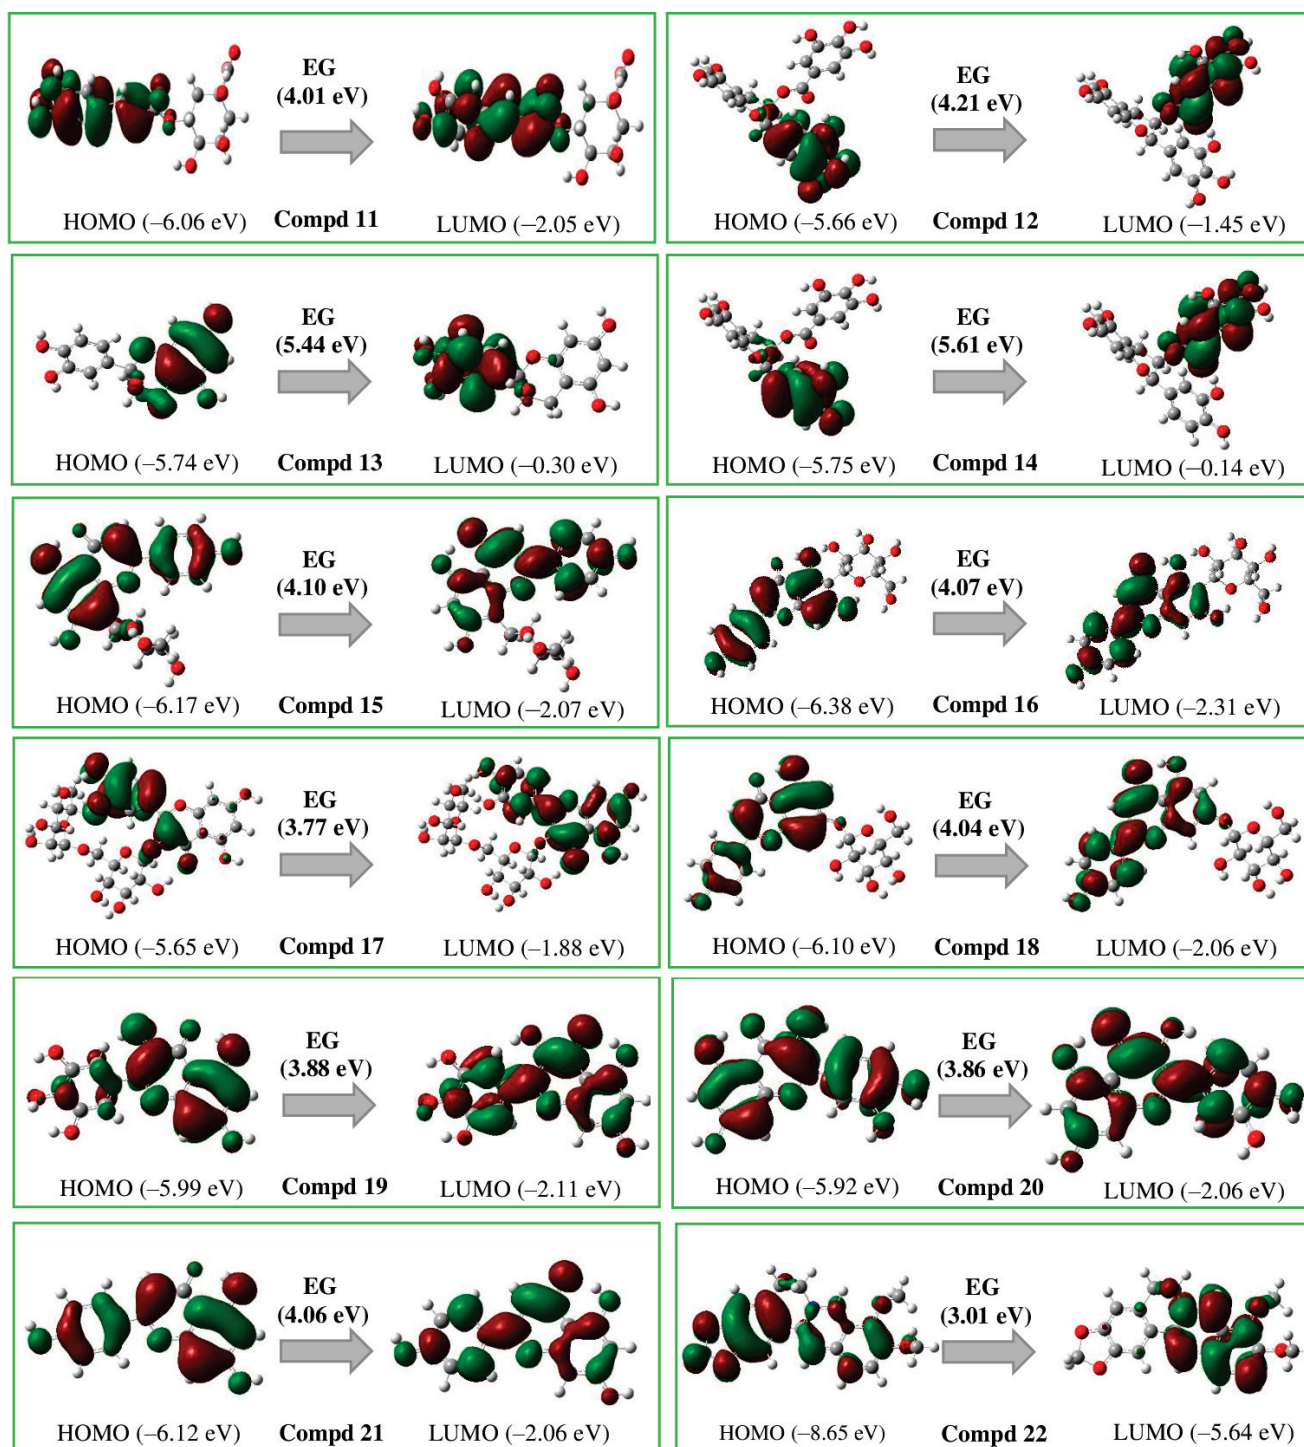 EG
(4.01 eV)
HOMO (–6.06 eV) Compd 11 LUMO (–2.05 eV)
EG
(4.21 eV)
HOMO (–5.66 eV) Compd 12 LUMO (–1.45 eV)
EG
(5.44 eV)
HOMO (–5.74 eV) Compd 13 LUMO (–0.30 eV)
EG
(5.61 eV)
HOMO (–5.75 eV) Compd 14 LUMO (–0.14 eV)
EG
(4.10 eV)
HOMO (–6.17 eV) Compd 15 LUMO (–2.07 eV)
EG
(4.07 eV)
HOMO (–6.38 eV) Compd 16 LUMO (–2.31 eV)
EG
(3.77 eV)
HOMO (–5.65 eV) Compd 17 LUMO (–1.88 eV)
EG
(4.04 eV)
HOMO (–6.10 eV) Compd 18 LUMO (–2.06 eV)
EG
(3.88 eV)
HOMO (–5.99 eV) Compd 19 LUMO (–2.11 eV)
EG
(3.86 eV)
HOMO (–5.92 eV) Compd 20 LUMO (–2.06 eV)
EG
(4.06 eV)
HOMO (–6.12 eV) Compd 21 LUMO (–2.06 eV)
EG
(3.01 eV)
HOMO (–8.65 eV) Compd 22 LUMO (–5.64 eV)